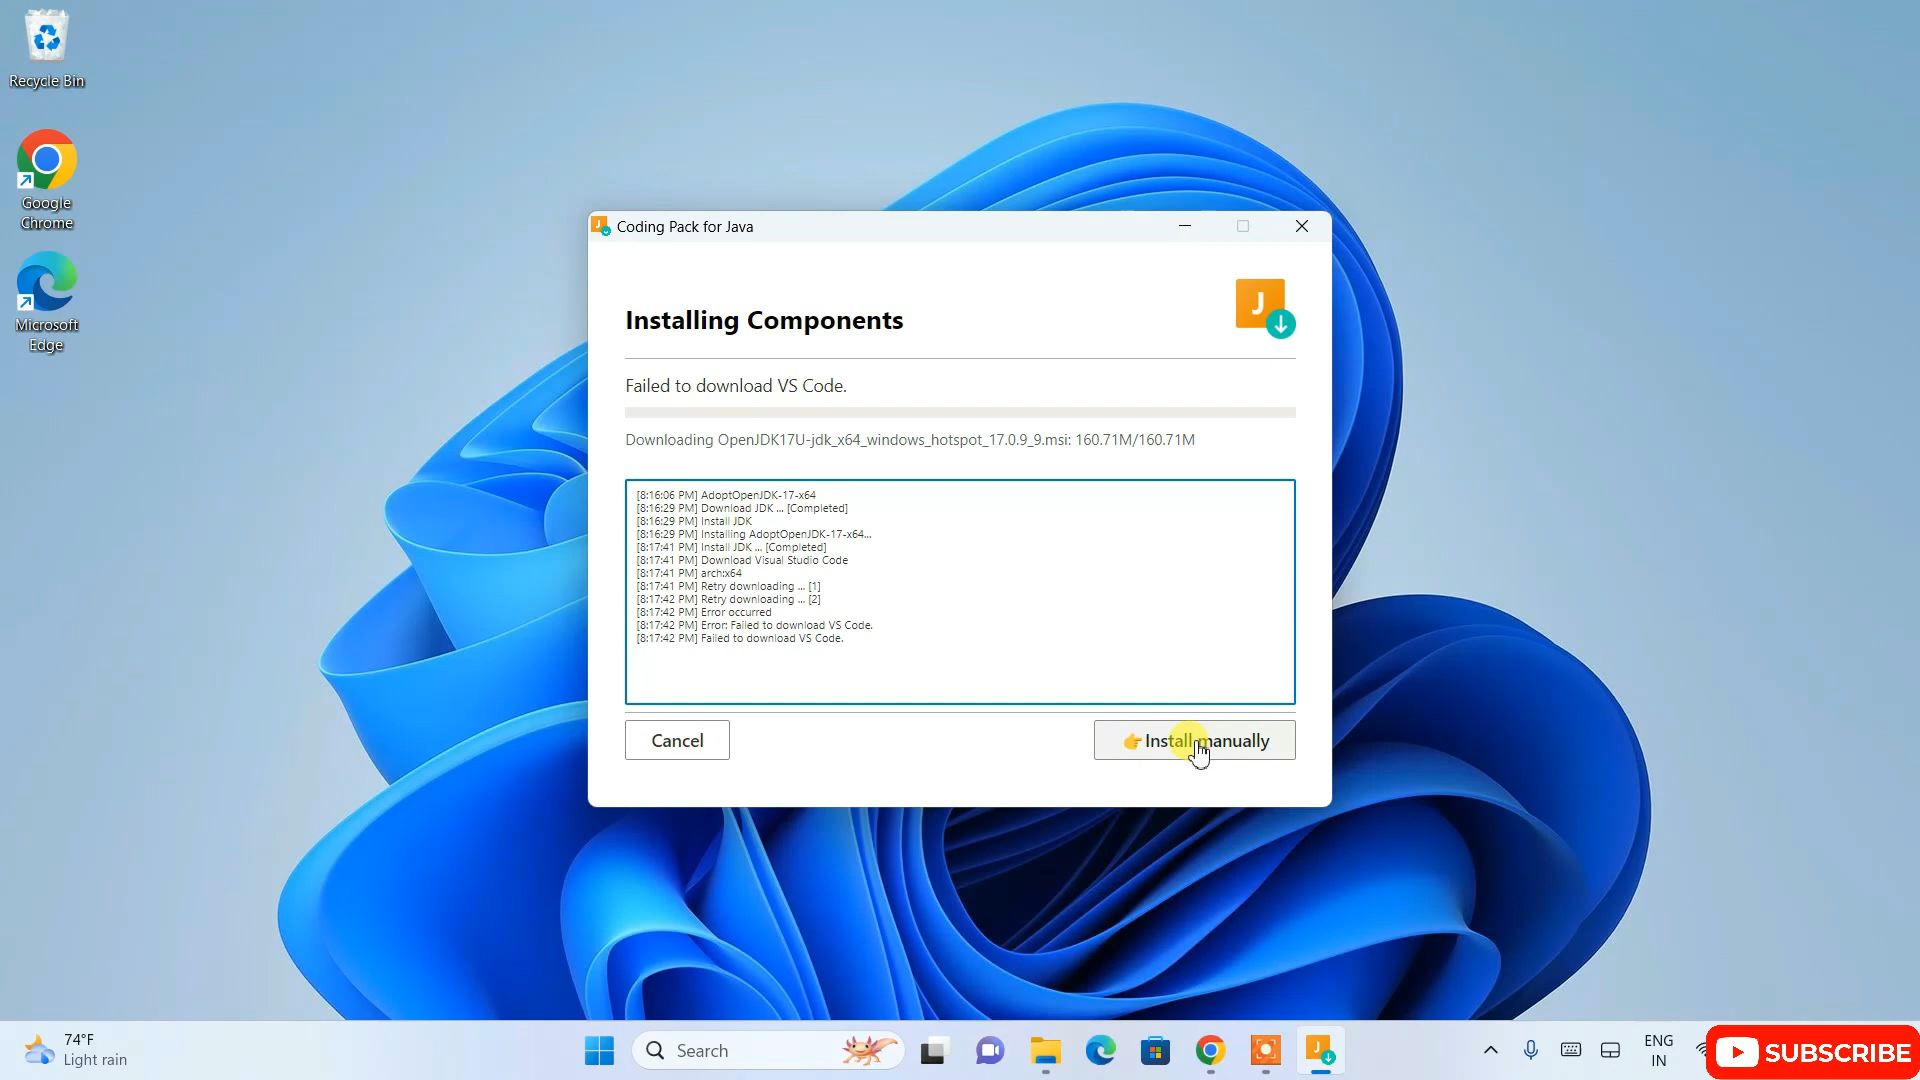 Recycle Bin
Google
Chrome
Microsoft
Edge
J
Coding Pack for Java
J
Installing Components
Failed to download VS Code.
Downloading OpenJDK17U-jdk_x64_windows_hotspot_17.0.9_9.msi: 160.71M/160.71M
[8:16:06 PM] AdoptOpenJDK-17-x64
[8:16:29 PM] Download JDK ... [Completed]
[8:16:29 PM] Install JDK
[8:16:29 PM] Installing AdoptOpenJDK-17-x64...
[8:17:41 PM] Install JDK ... [Completed]
[8:17:41 PM] Download Visual Studio Code
[8:17:41 PM] arch:x64
[8:17:41 PM] Retry downloading ... [1]
[8:17:42 PM] Retry downloading ... [2]
[8:17:42 PM] Error occurred
[8:17:42 PM] Error: Failed to download VS Code.
[8:17:42 PM] Failed to download VS Code.
Cancel
👉Install manually
74°F
Light rain
Search
J
ENG
IN
SUBSCRIBE